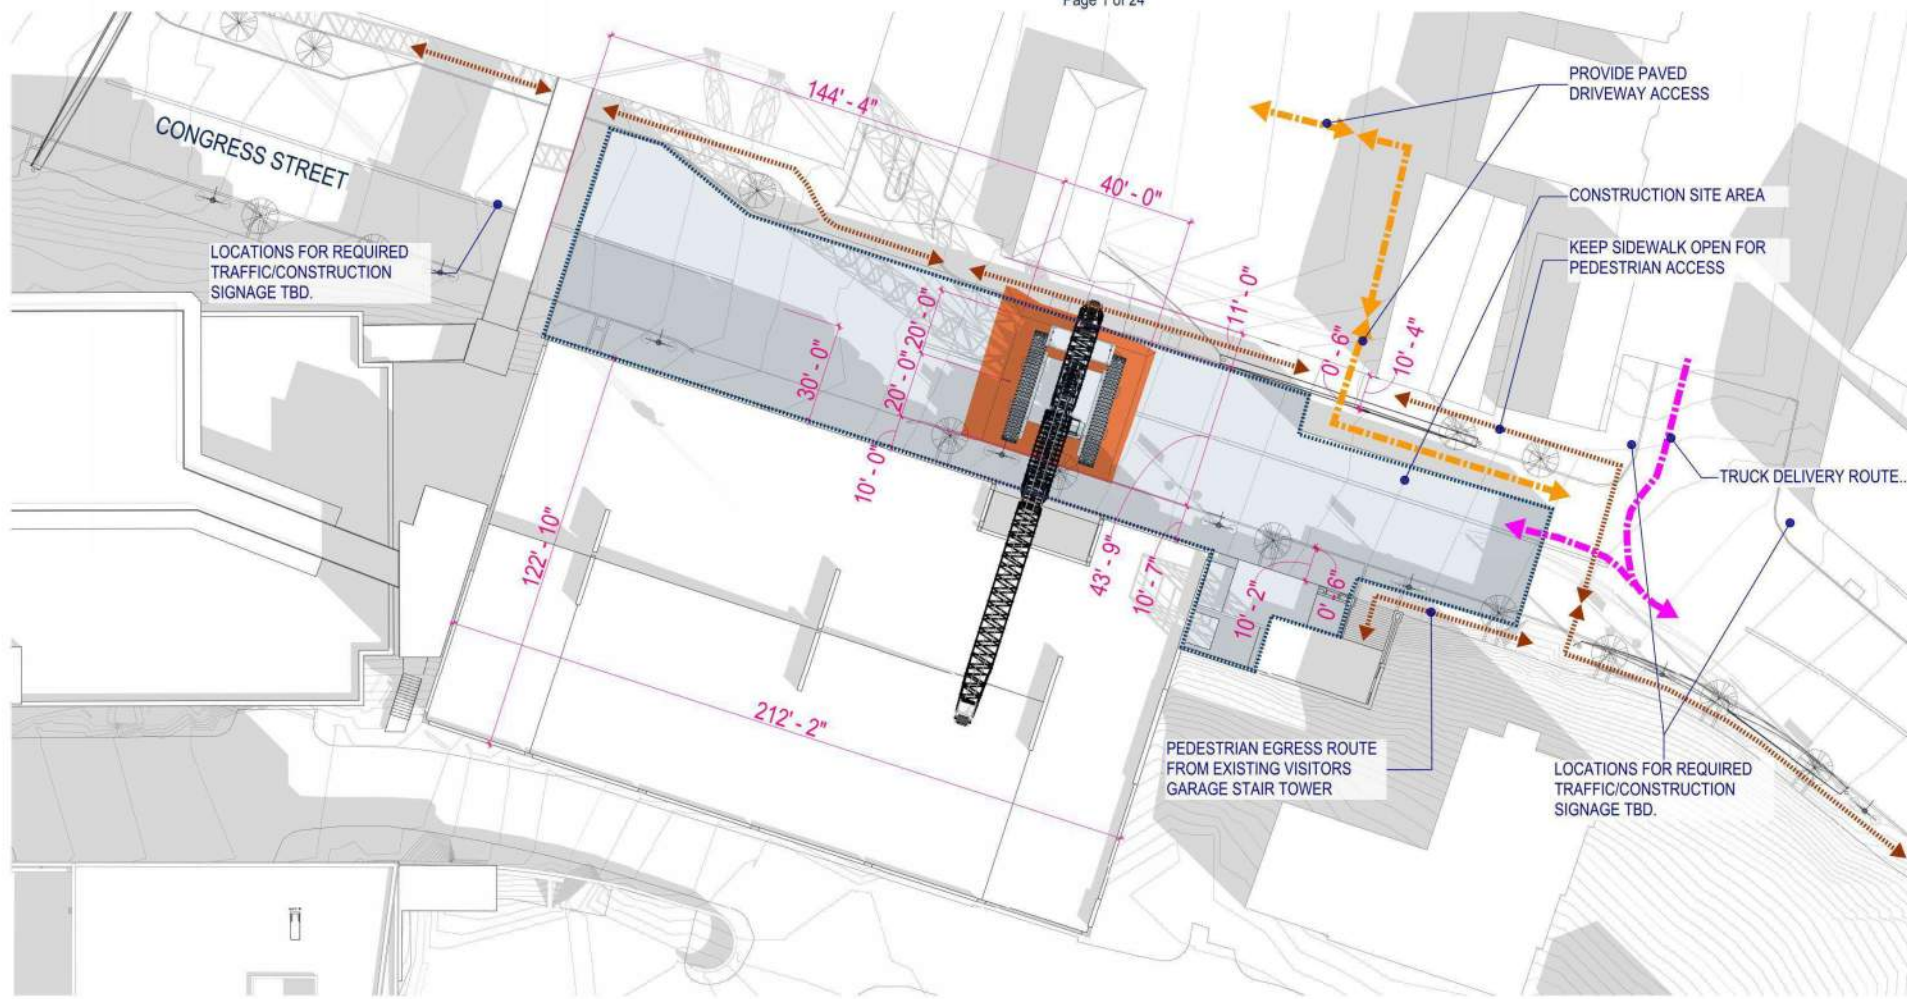 Page 1 of 24
PROVIDE PAVED
DRIVEWAY ACCESS
144' - 4"
CONGRESS STREET
40' - 0"
CONSTRUCTION SITE AREA
KEEP SIDEWALK OPEN FOR
PEDESTRIAN ACCESS
LOCATIONS FOR REQUIRED
TRAFFIC/CONSTRUCTION
SIGNAGE TBD.
11' - 0"
20' - 0"
0' - 6"
10' - 4"
30' - 0"
20' - 0"
10' - 0"
TRUCK DELIVERY ROUTE..
122' - 10"
43' - 9"
10' - 7"
10' - 2"
0' - 6"
212' - 2"
PEDESTRIAN EGRESS ROUTE
FROM EXISTING VISITORS
GARAGE STAIR TOWER
LOCATIONS FOR REQUIRED
TRAFFIC/CONSTRUCTION
SIGNAGE TBD.